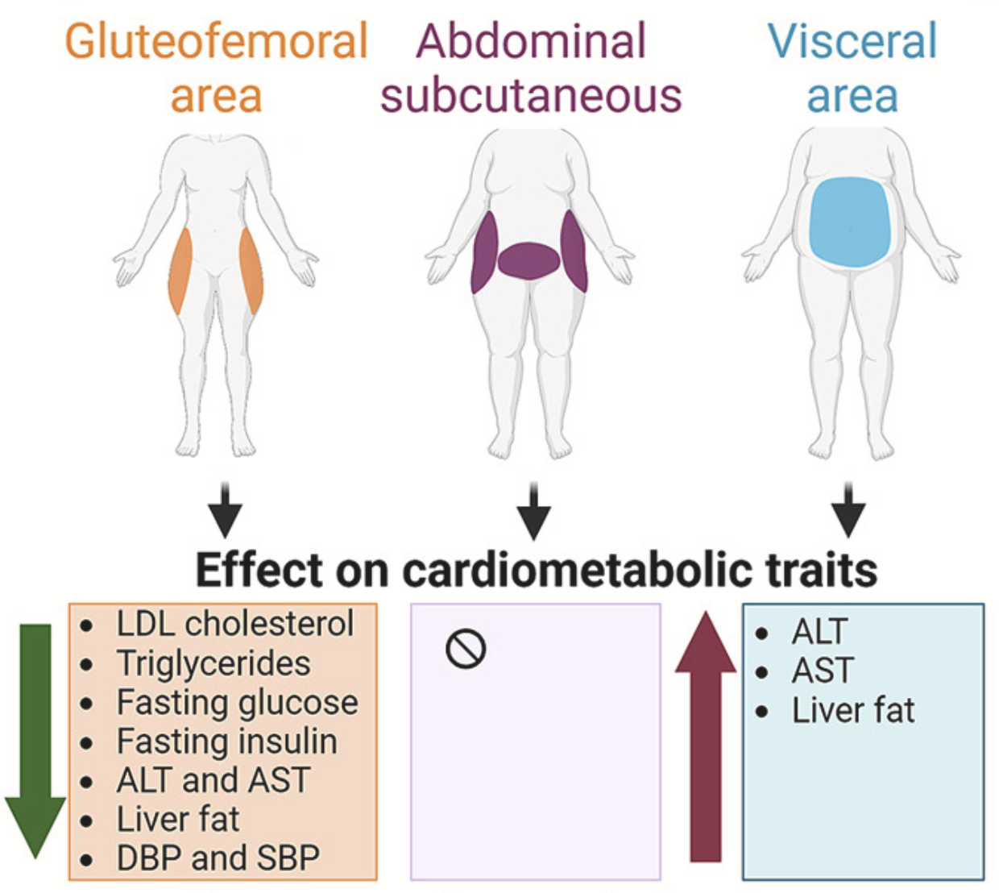 Gluteofemoral
area
Abdominal
subcutaneous
Visceral
area
Effect on cardiometabolic traits
• LDL cholesterol
• Triglycerides
• Fasting glucose
• Fasting insulin
• ALT and AST
• Liver fat
• DBP and SBP
• ALT
• AST
• Liver fat